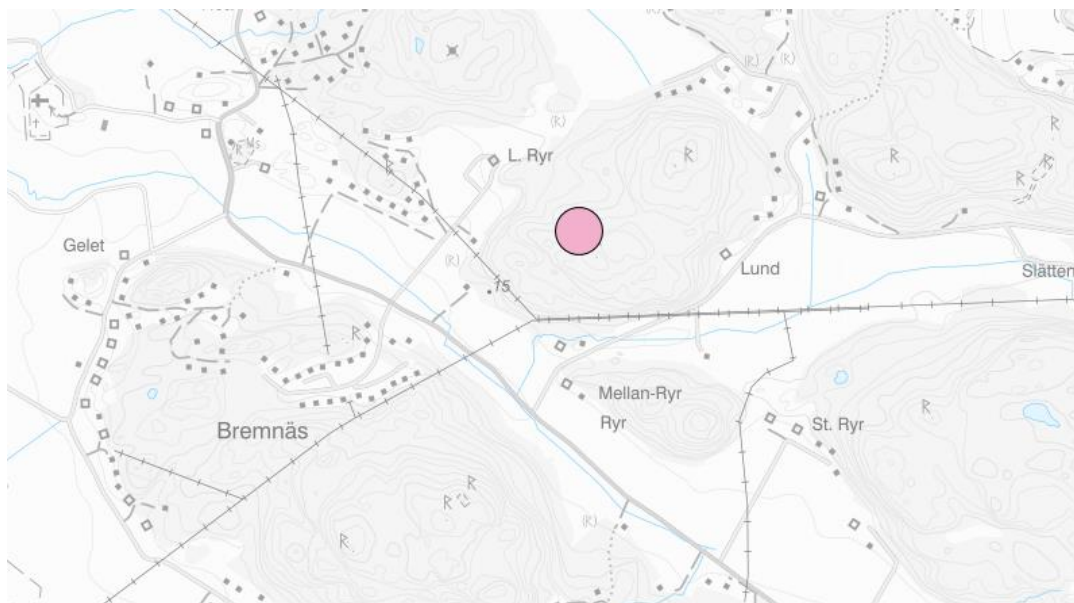 (R)
(R)
(R)
R
L. Ryr
R
R
R
R
R
R
(R)
Gelet
Lund
Slätten
(R)
15
R
Mellan-Ryr
Ryr
St. Ryr
R
Bremnäs
R
R
R
(R)